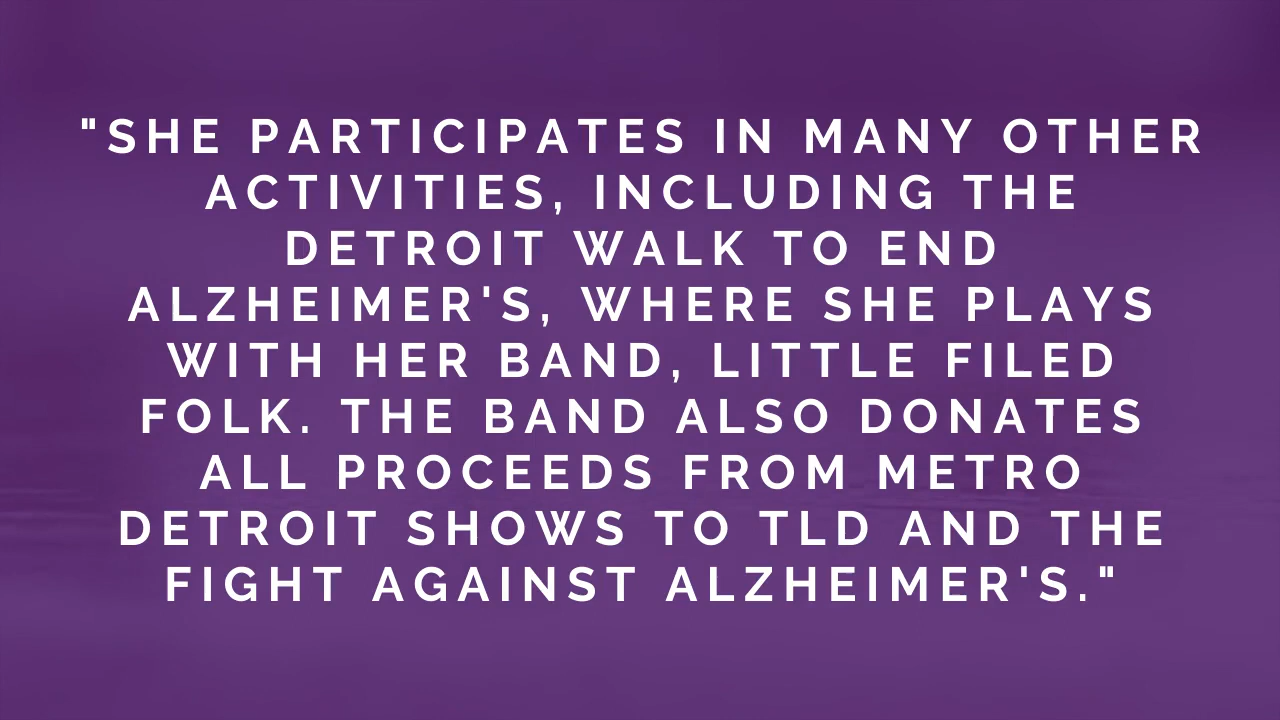 "SHE PARTICIPATES IN MANY OTHER
ACTIVITIES, INCLUDING THE
DETROIT WALK TO END
ALZHEIMER'S, WHERE SHE PLAYS
WITH HER BAND, LITTLE FILED
FOLK. THE BAND ALSO DONATES
ALL PROCEEDS FROM METRO
DETROIT SHOWS TO TLD AND THE
FIGHT AGAINST ALZHEIMER'S."